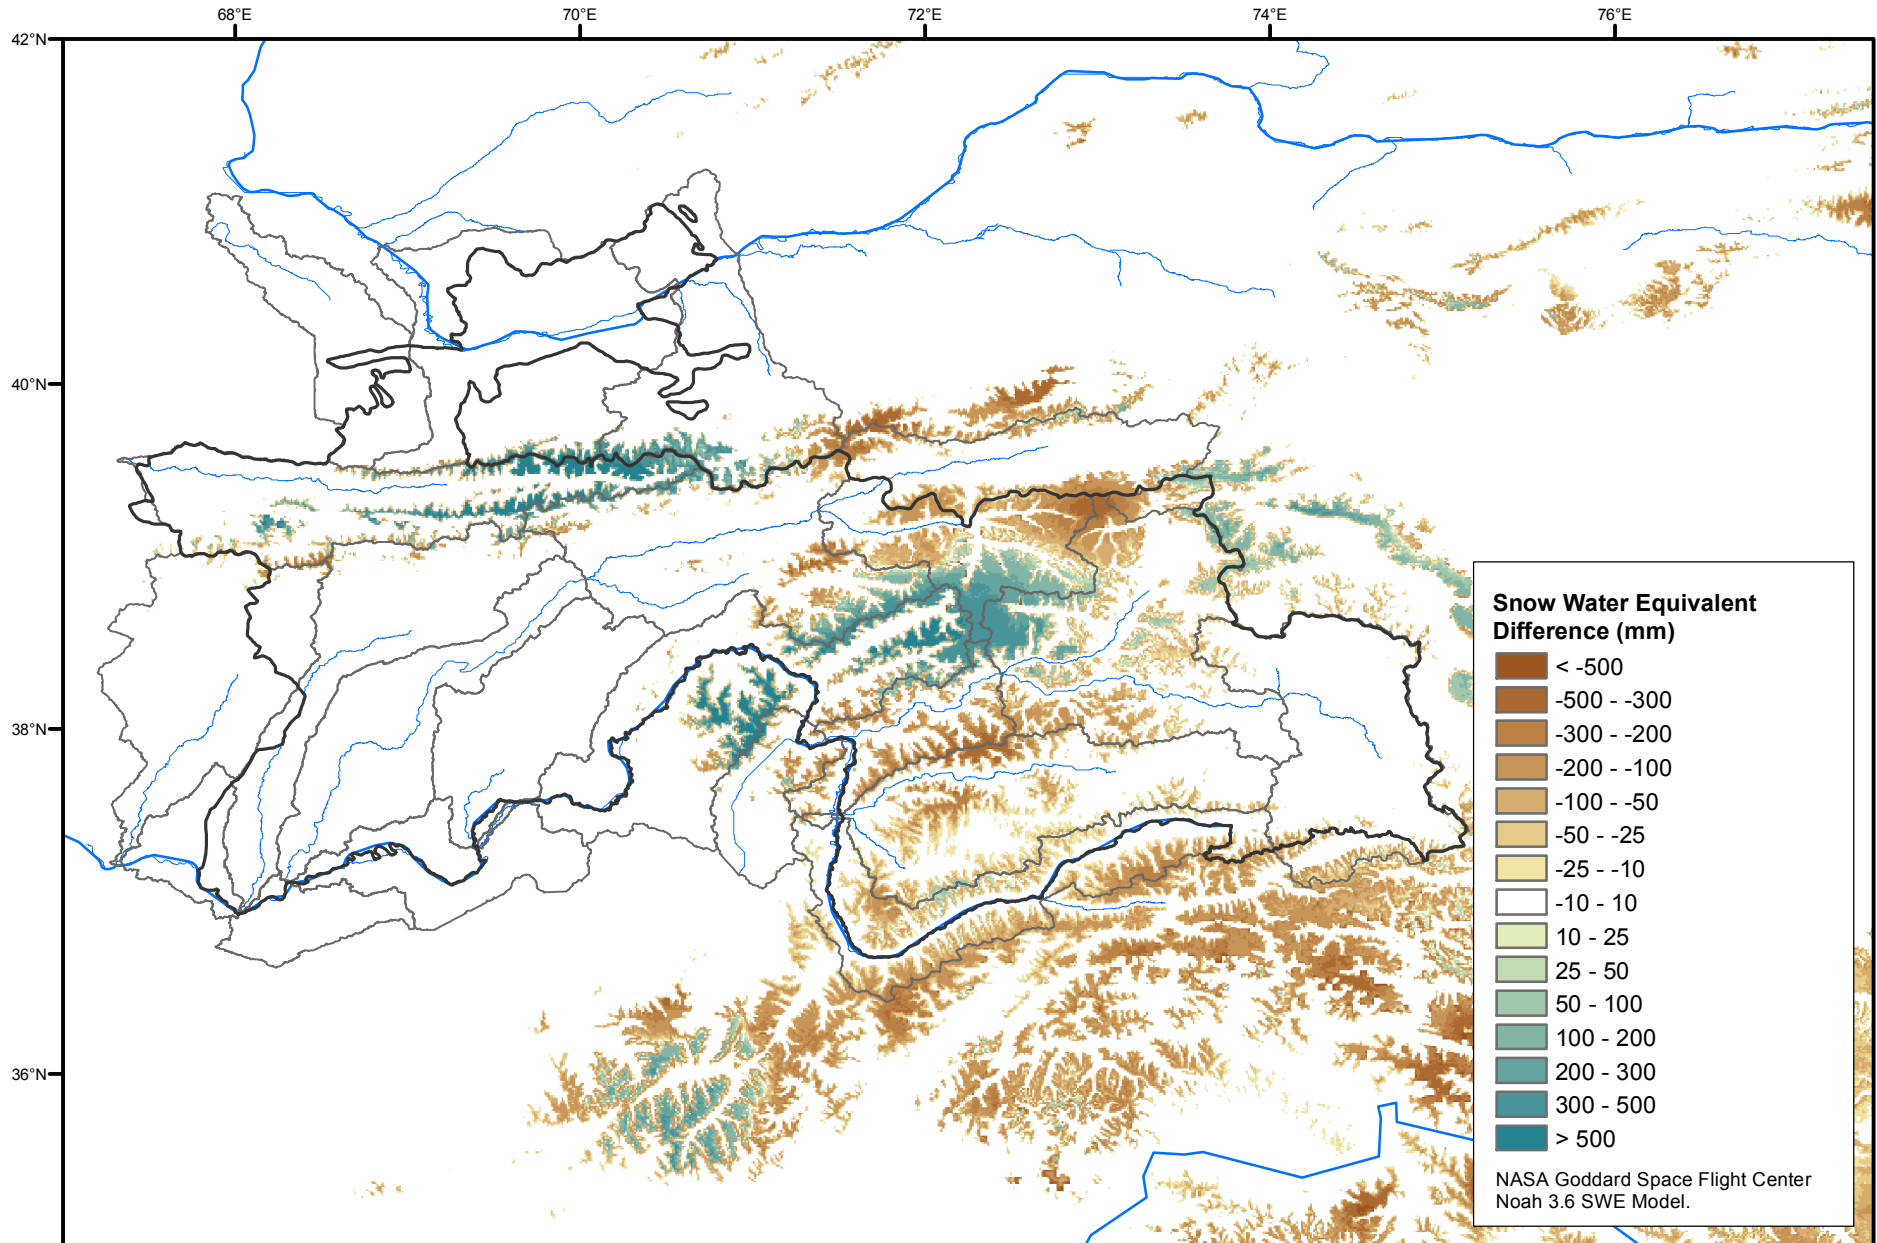 68°E
70°E
72°E
74°E
76°E
42°N
40°N
38°N
36°N
Snow Water Equivalent
Difference (mm)
< -500
-500 - -300
-300 - -200
-200 - -100
-100 - -50
-50 - -25
-25 - -10
-10 - 10
10 - 25
25 - 50
50 - 100
100 - 200
200 - 300
300 - 500
> 500
NASA Goddard Space Flight Center
Noah 3.6 SWE Model.